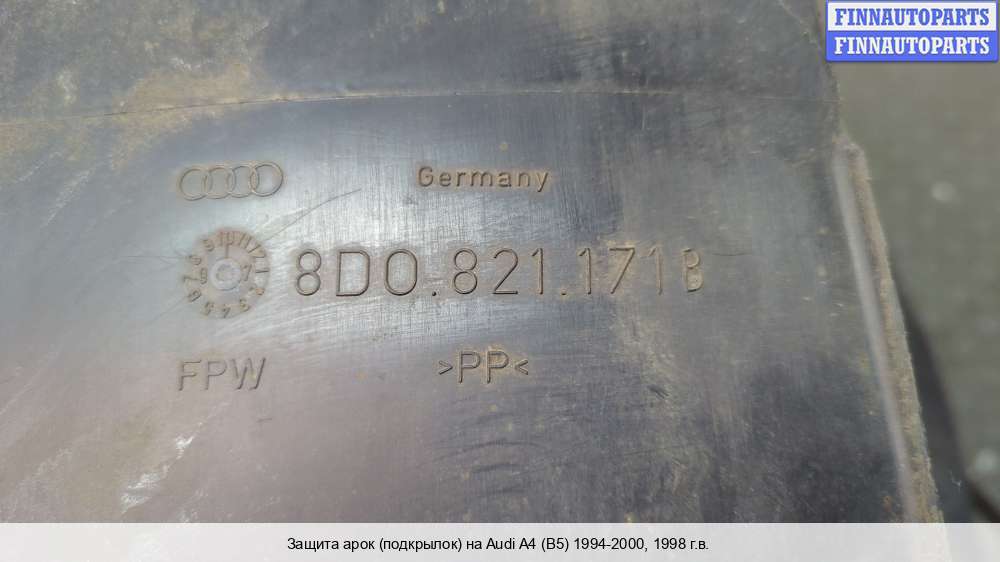 FINNAUTOPARTS
FINNAUTOPARTS
Germany
8D0.821.171B
FPW
>PP<
Защита арок (подкрылок) на Audi A4 (B5) 1994-2000, 1998 г.в.